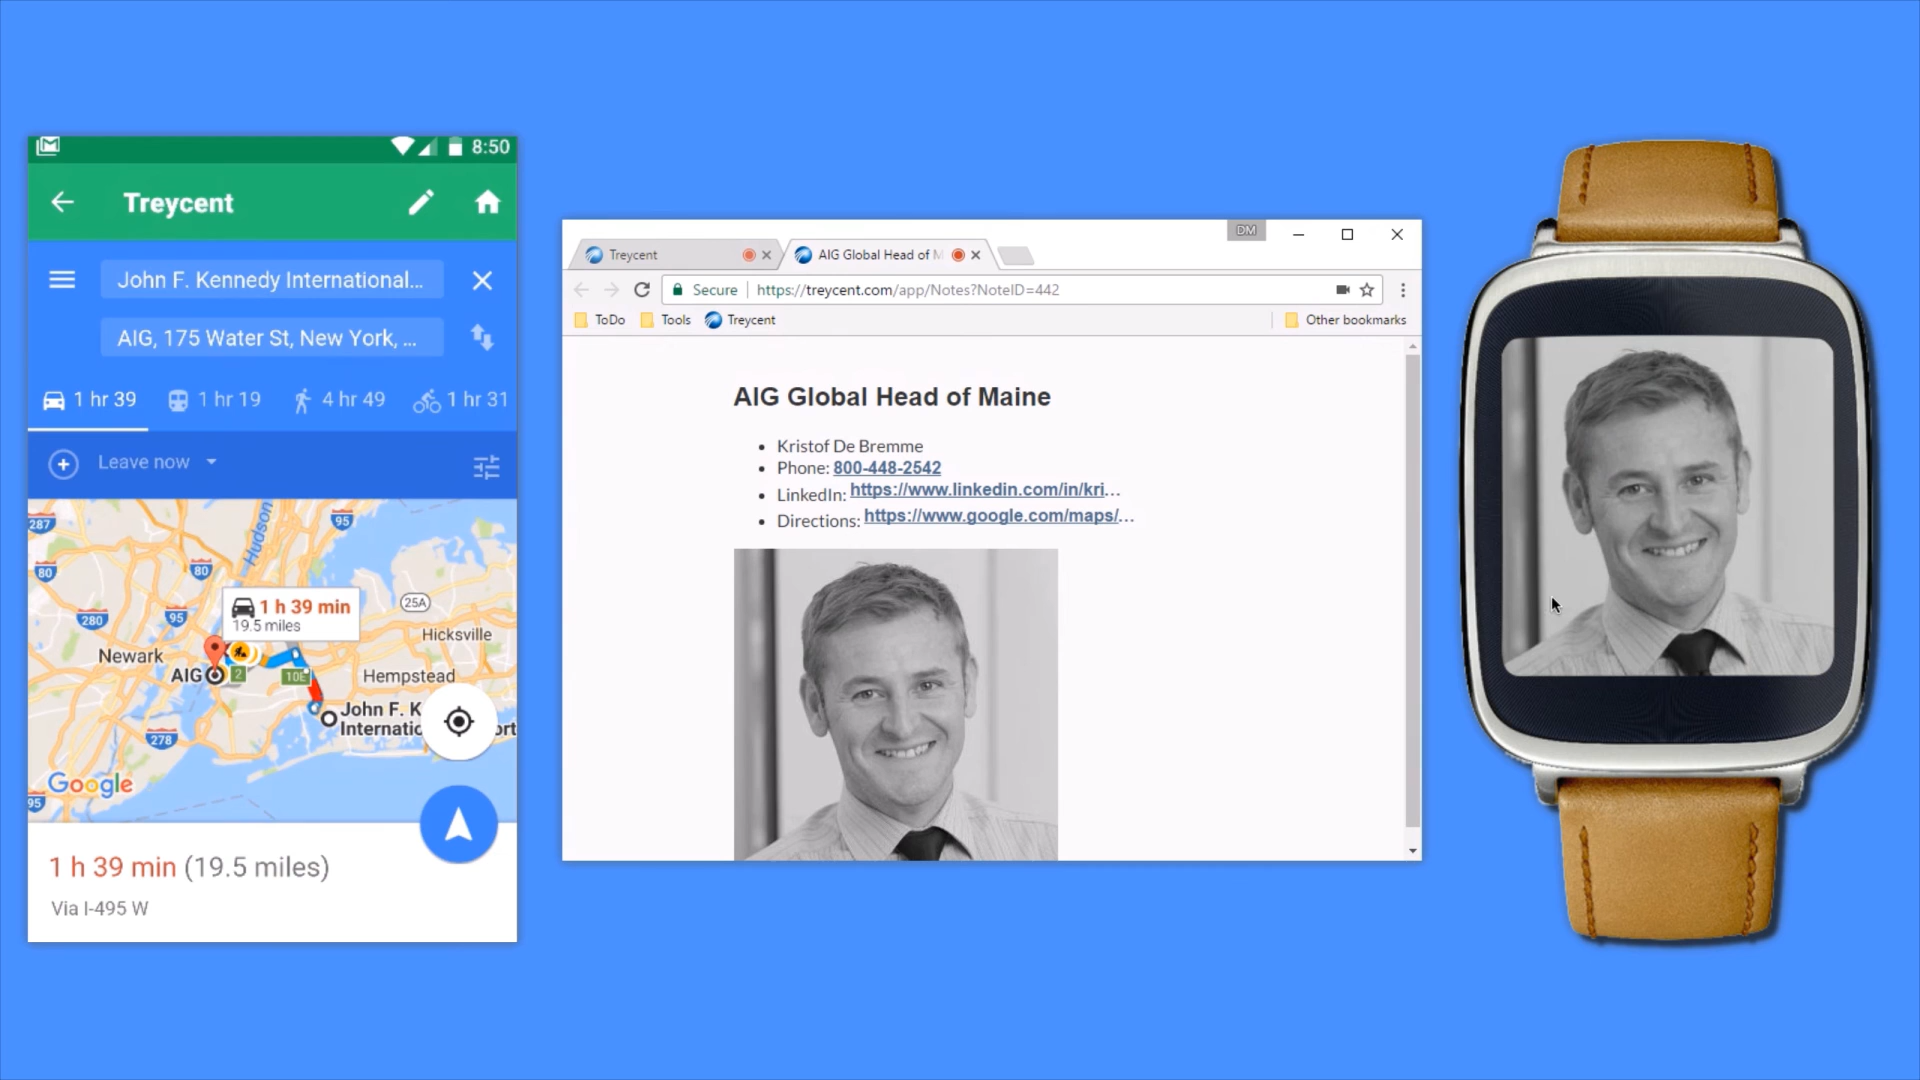 8:50
Treycent
John F. Kennedy International...
AIG, 175 Water St, New York, ...
1 hr 39 1 hr 19 4 hr 49 1 hr 31
Leave now
287
95
Hudson
80
80
1 h 39 min
19.5 miles
25A
280
95
Hicksville
Newark
AIG
2
10E
Hempstead
John F. K
Internatic
ort
278
Google
95
1 h 39 min (19.5 miles)
Via I-495 W
DM
Treycent
AIG Global Head of M
Secure https://treycent.com/app/Notes?NoteID=442
ToDo Tools Treycent Other bookmarks
AIG Global Head of Maine
Kristof De Bremme
Phone: 800-448-2542
LinkedIn: https://www.linkedin.com/in/kri...
Directions: https://www.google.com/maps/...